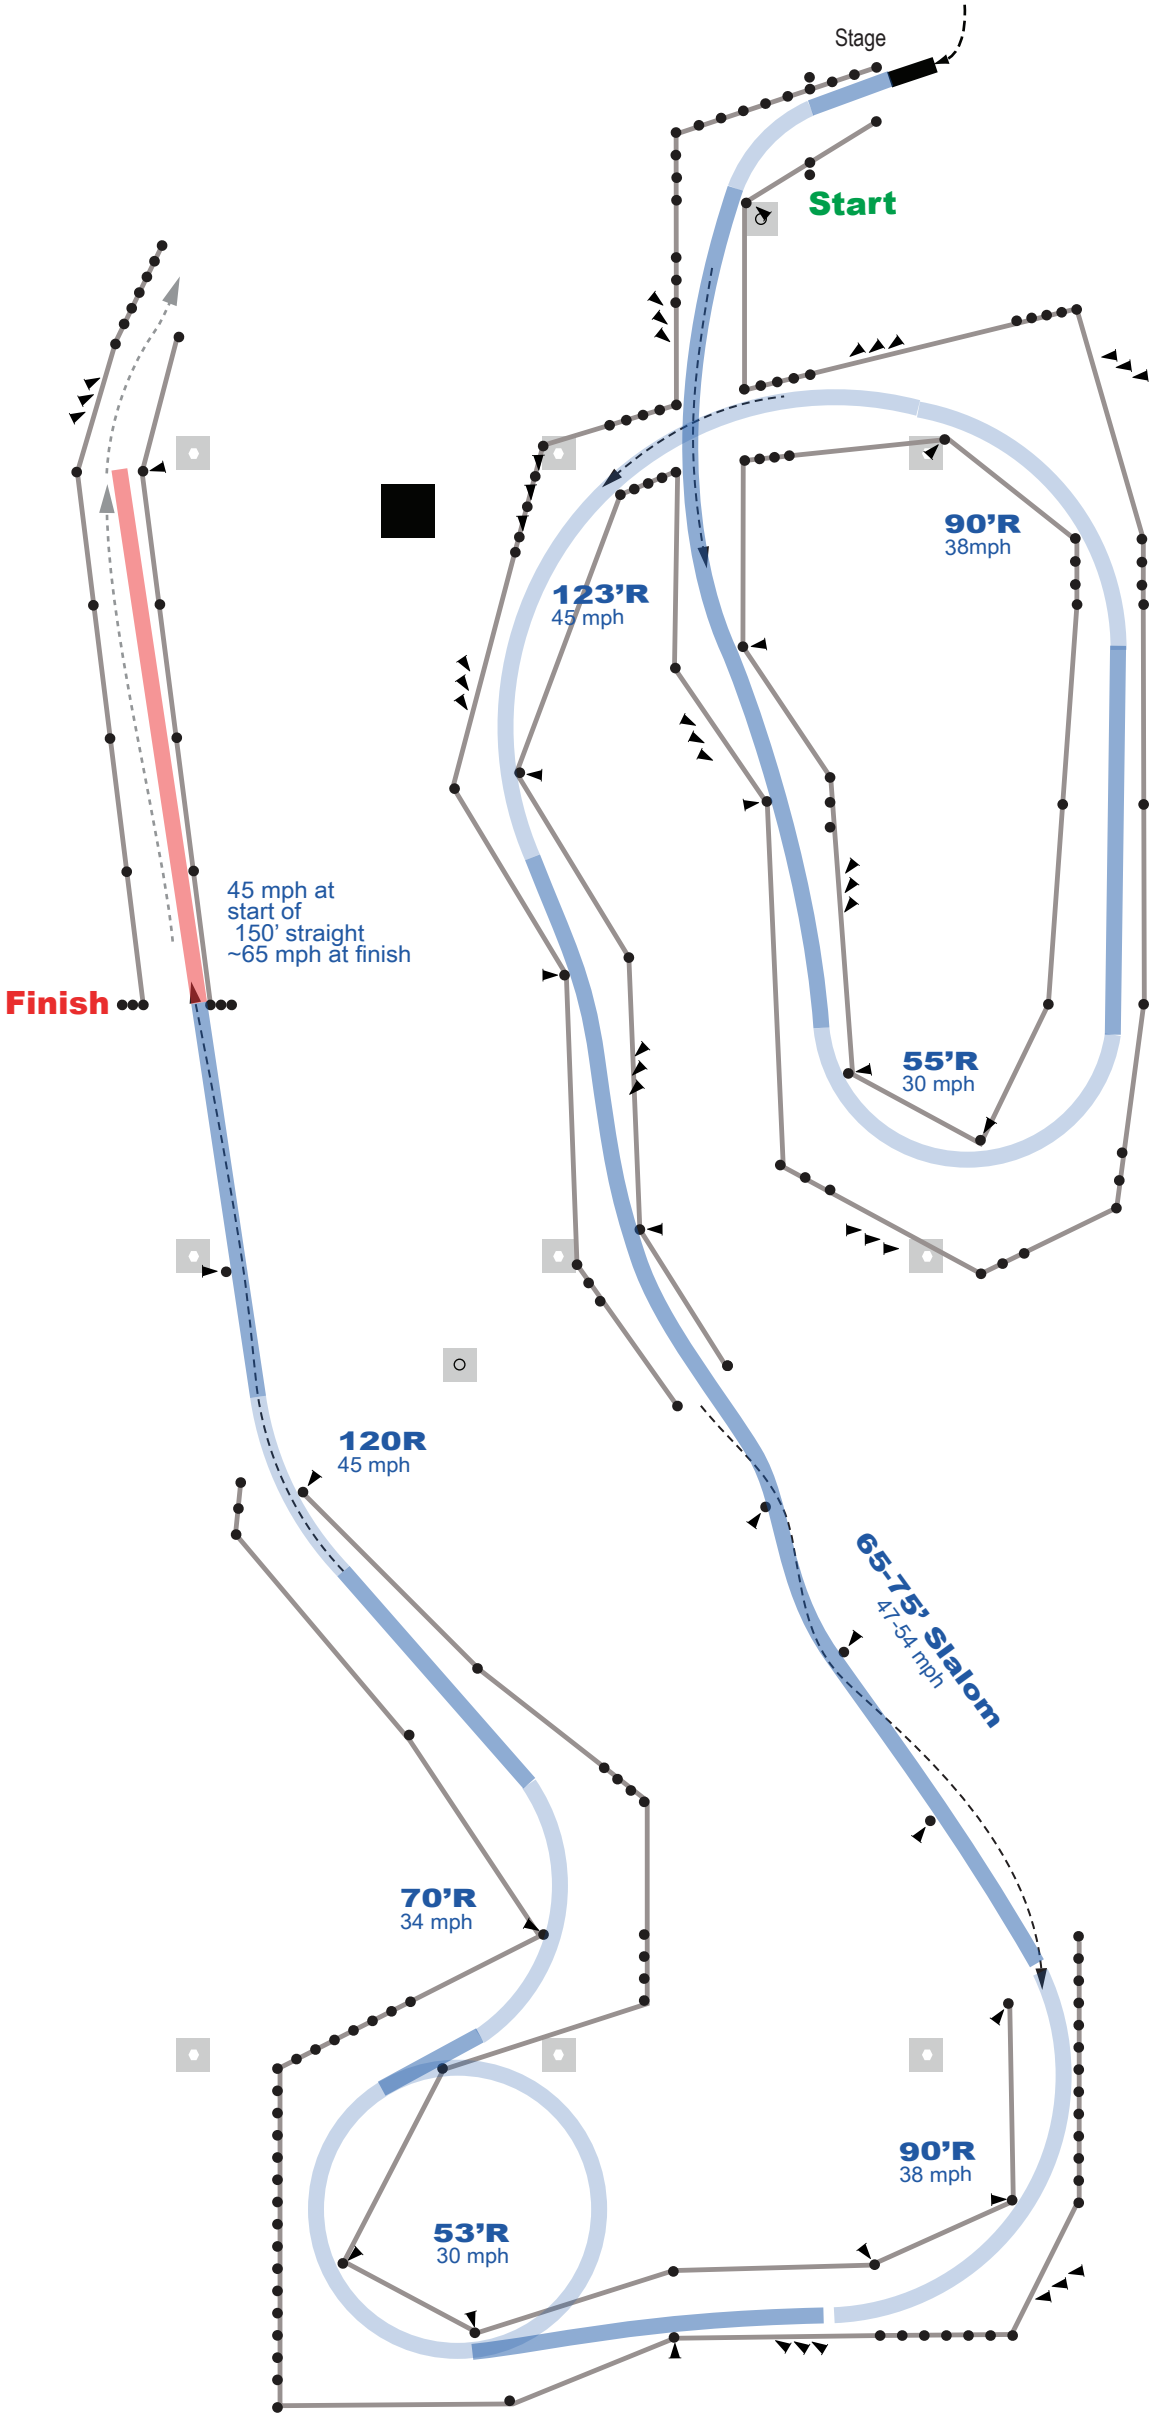 Stage
Start
90’R
38mph
123’R
45 mph
45 mph at
start of
150’ straight
~65 mph at finish
Finish
55’R
30 mph
120R
45 mph
65-75’ Slalom
47-54 mph
70’R
34 mph
90’R
38 mph
53’R
30 mph